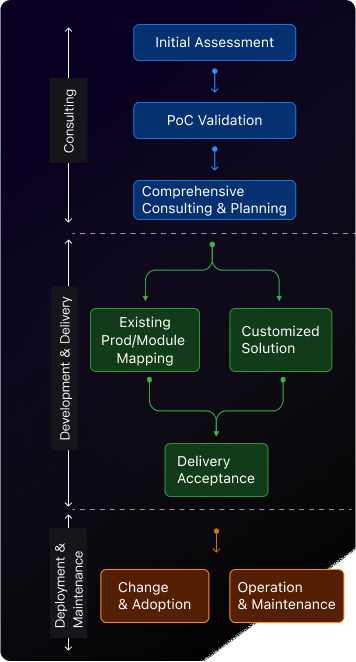 Consulting
Initial Assessment
PoC Validation
Comprehensive
Consulting & Planning
Development & Delivery
Existing
Prod/Module
Mapping
Customized
Solution
Delivery
Acceptance
Deployment &
Maintenance
Change
& Adoption
Operation
& Maintenance